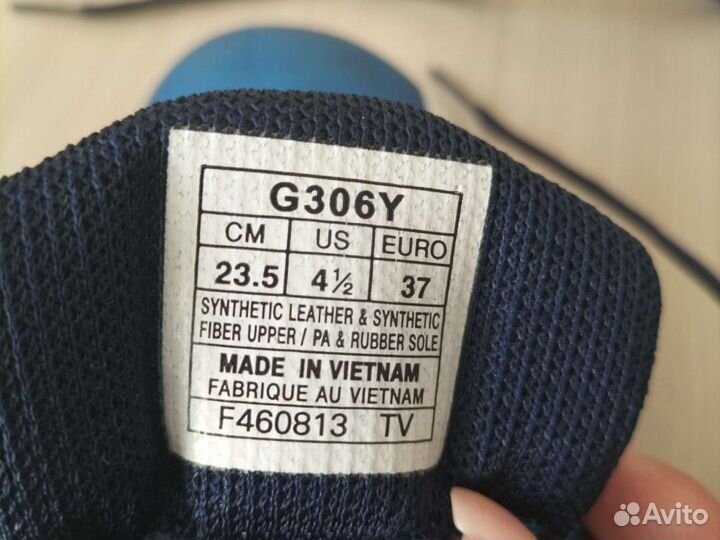 G306Y
CM US EURO
23.5 4½ 37
SYNTHETIC LEATHER & SYNTHETIC
FIBER UPPER / PA & RUBBER SOLE
MADE IN VIETNAM
FABRIQUE AU VIETNAM
F460813 TV
Avito